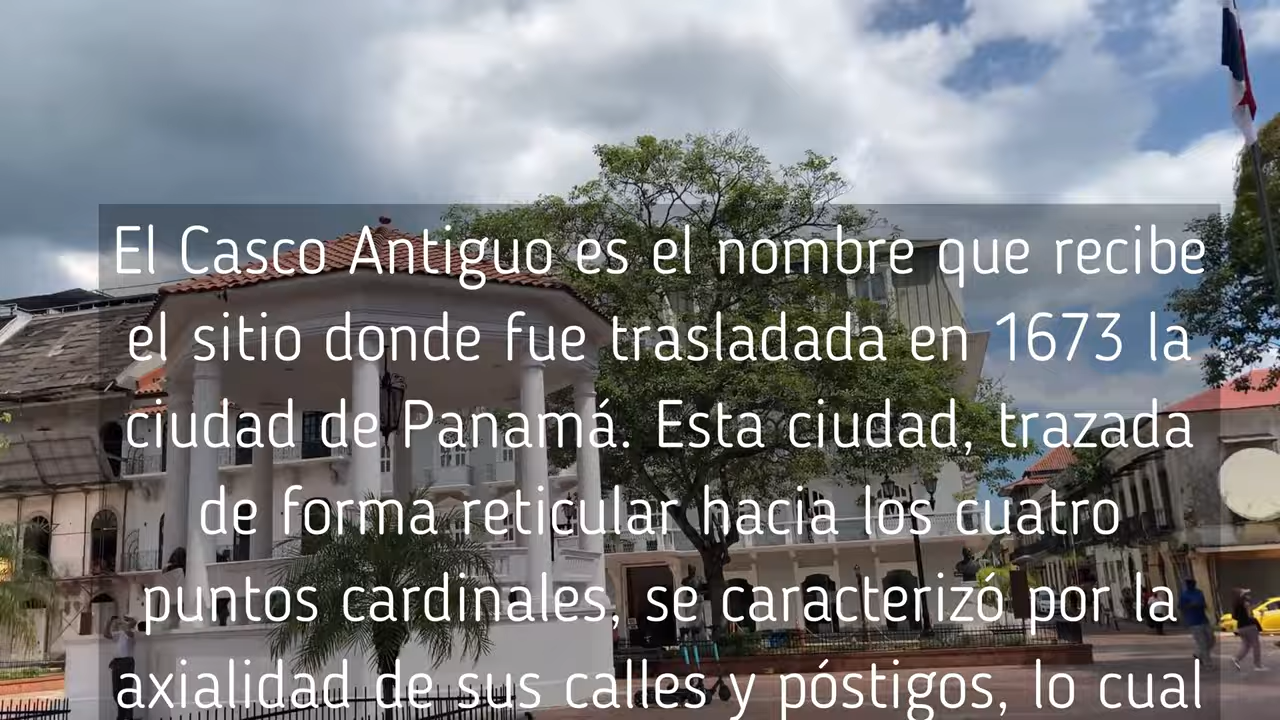 El Casco Antiguo es el nombre que recibe
el sitio donde fue trasladada en 1673 la
ciudad de Panamá. Esta ciudad, trazada
de forma reticular hacia los cuatro
puntos cardinales, se caracterizó por la
axialidad de sus calles y póstigos, lo cual